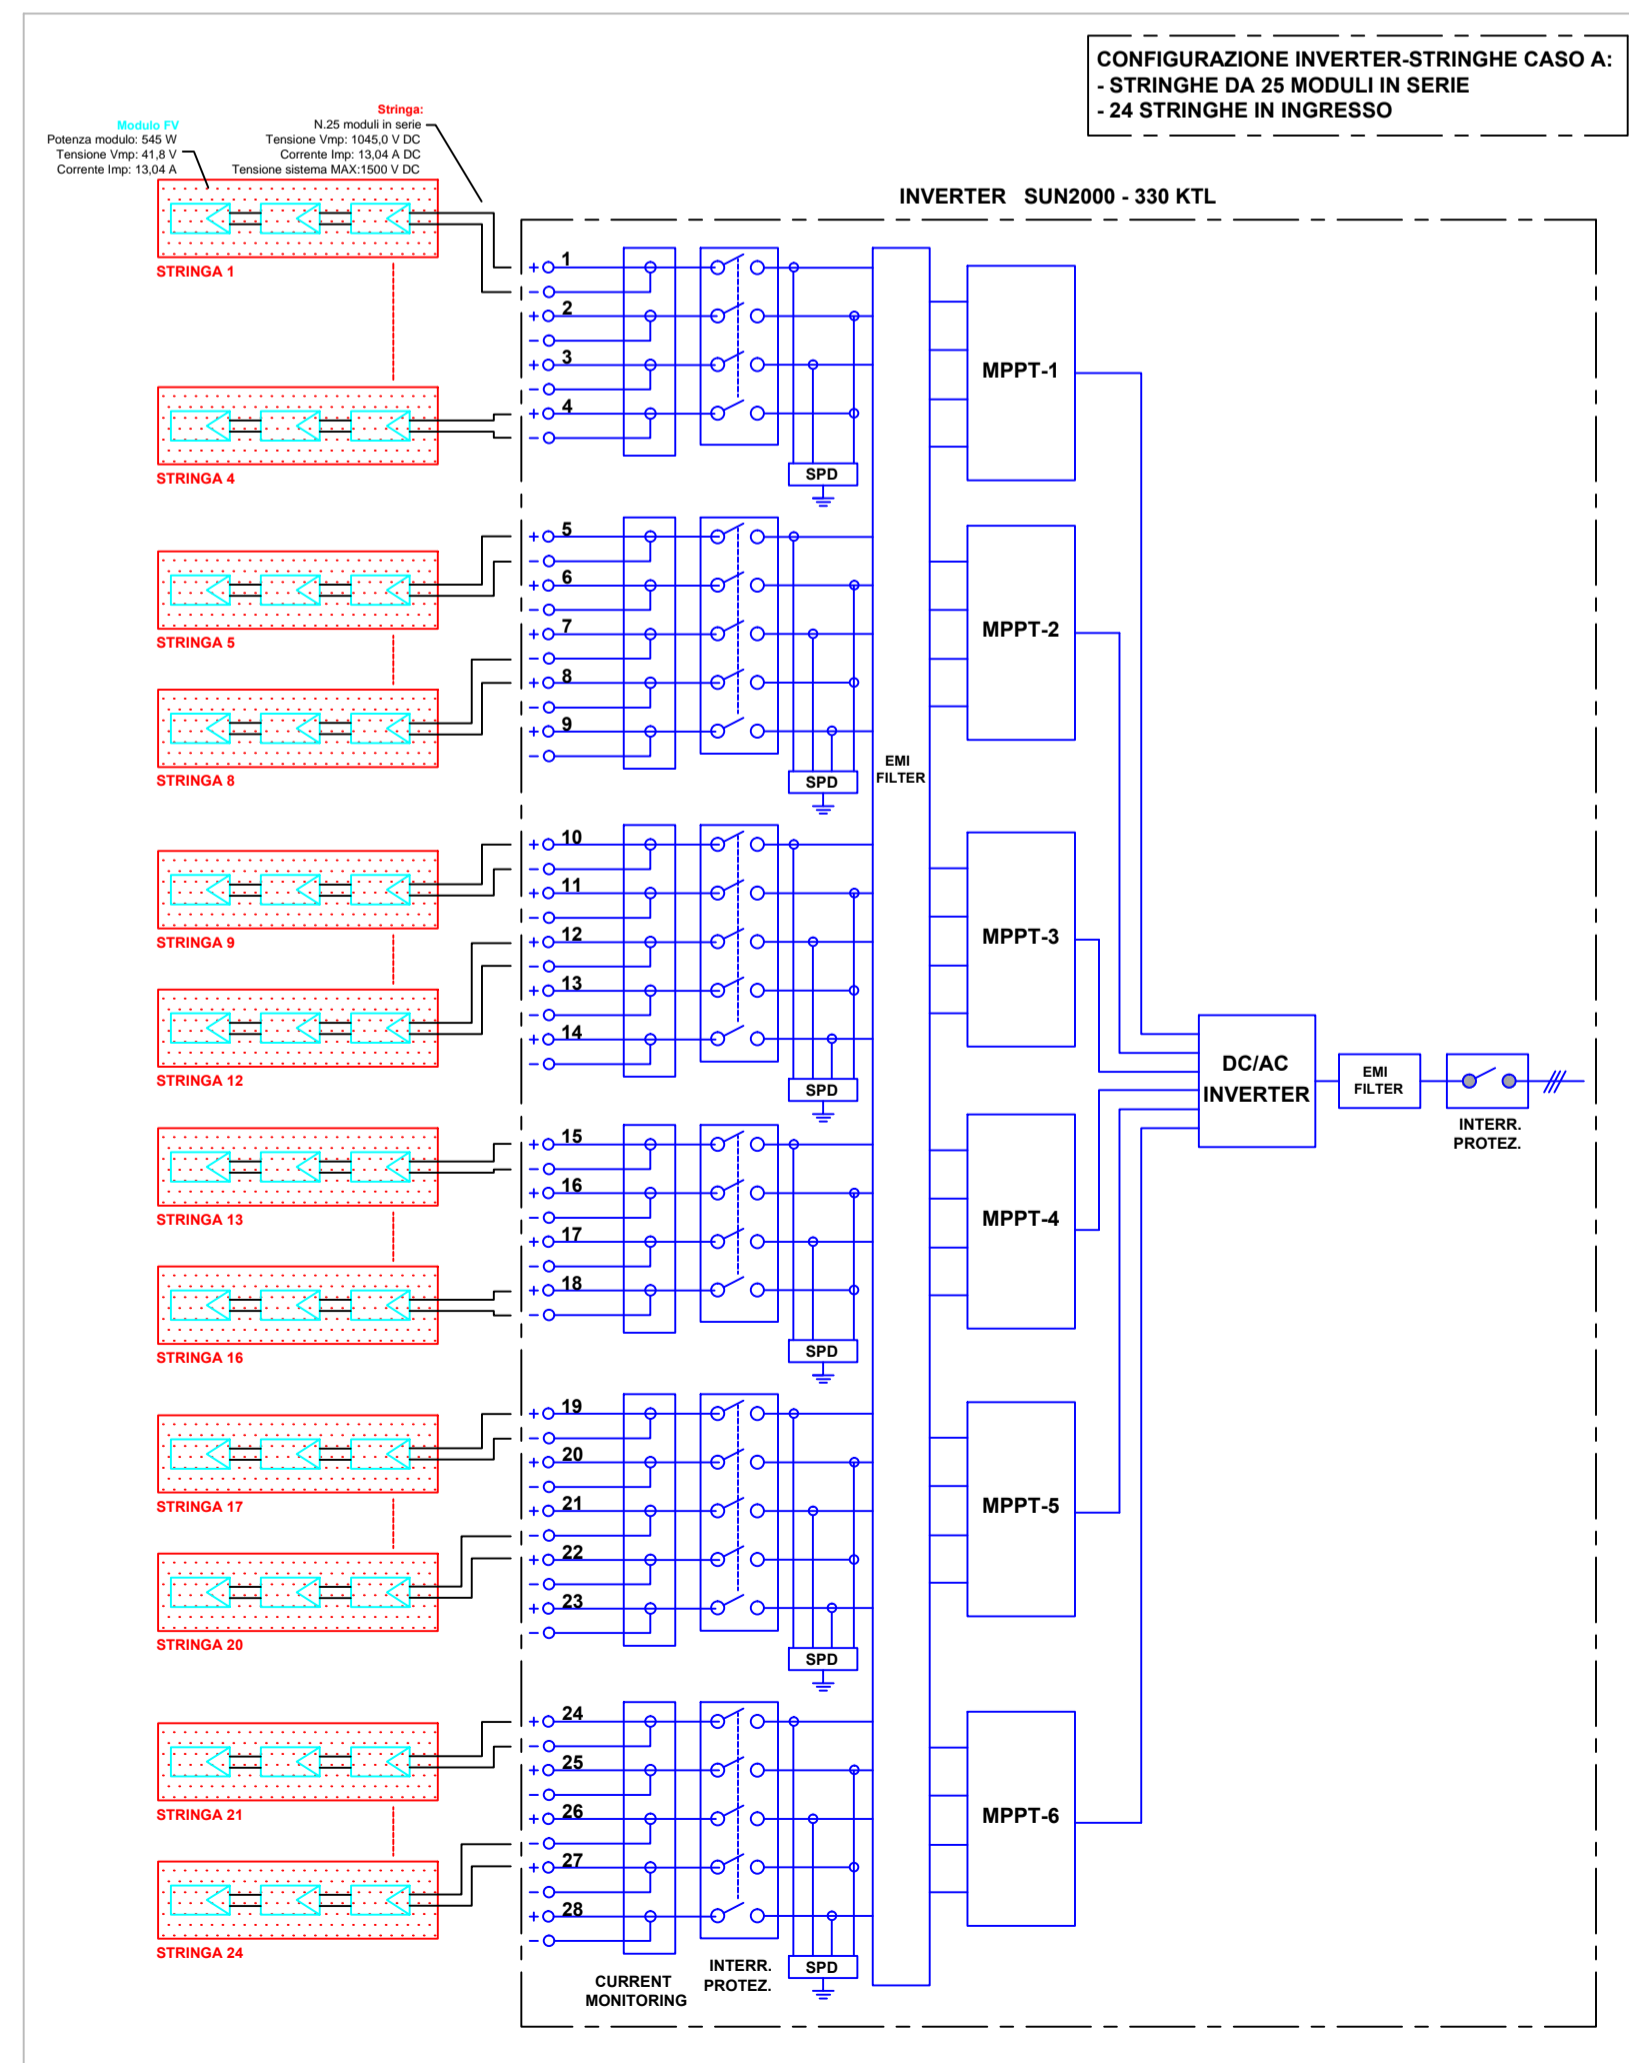 CONFIGURAZIONE INVERTER-STRINGHE CASO A:
- STRINGHE DA 25 MODULI IN SERIE
- 24 STRINGHE IN INGRESSO
Modulo FV
Potenza modulo: 545 W
Tensione Vmp: 41,8 V
Corrente Imp: 13,04 A
Stringa:
N.25 moduli in serie
Tensione Vmp: 1045,0 V DC
Corrente Imp: 13,04 A DC
Tensione sistema MAX:1500 V DC
INVERTER SUN2000 - 330 KTL
STRINGA 1
STRINGA 4
+ 1
-
+ 2
-
+ 3
-
+ 4
-
SPD
MPPT-1
STRINGA 5
STRINGA 8
+ 5
-
+ 6
-
+ 7
-
+ 8
-
+ 9
-
SPD
EMI
FILTER
MPPT-2
STRINGA 9
STRINGA 12
+ 10
-
+ 11
-
+ 12
-
+ 13
-
+ 14
-
SPD
MPPT-3
DC/AC
INVERTER
EMI
FILTER
INTERR.
PROTEZ.
STRINGA 13
STRINGA 16
+ 15
-
+ 16
-
+ 17
-
+ 18
-
SPD
MPPT-4
STRINGA 17
STRINGA 20
+ 19
-
+ 20
-
+ 21
-
+ 22
-
+ 23
-
SPD
MPPT-5
STRINGA 21
STRINGA 24
+ 24
-
+ 25
-
+ 26
-
+ 27
-
+ 28
-
SPD
MPPT-6
CURRENT
MONITORING
INTERR.
PROTEZ.